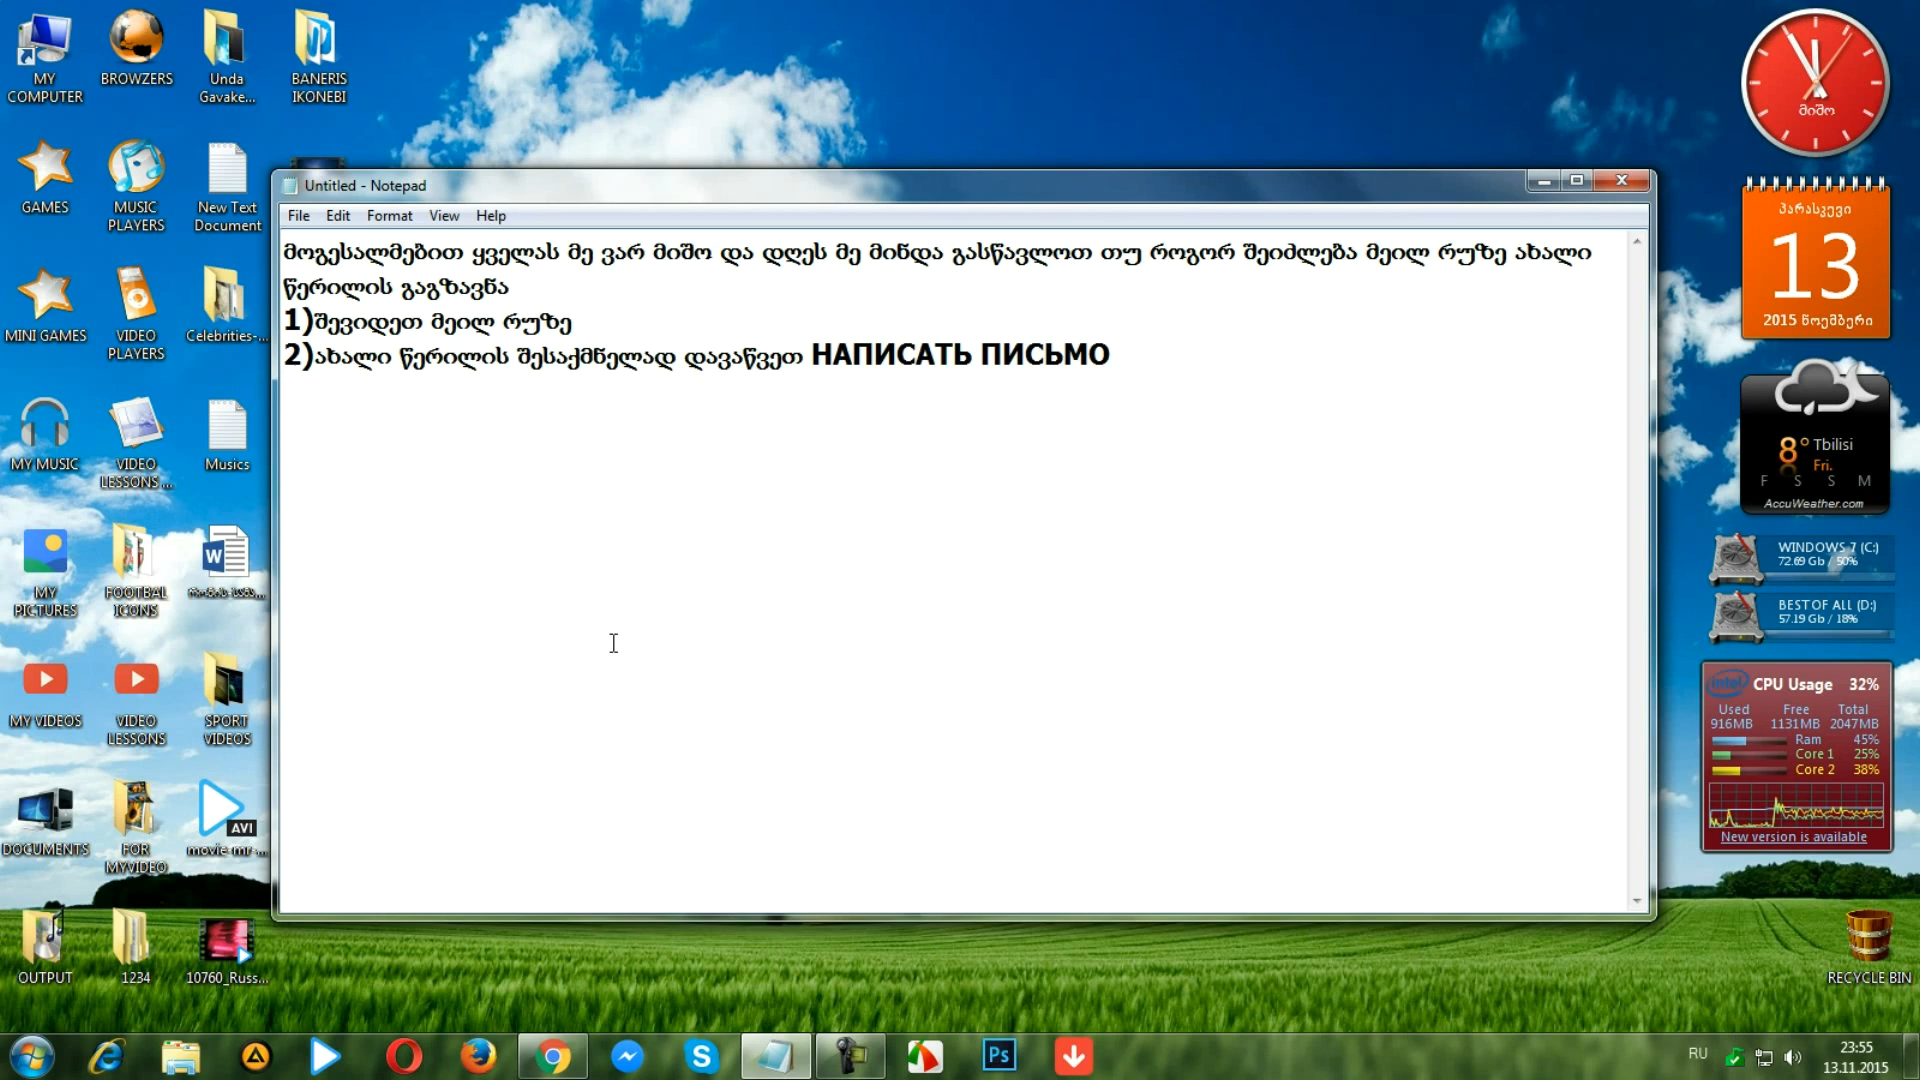 MY COMPUTER
BROWZERS
Unda Gavake...
BANERIS IKONEBI
GAMES
MUSIC PLAYERS
New Text Document
MINI GAMES
VIDEO PLAYERS
Celebrities-...
MY MUSIC
VIDEO LESSONS ...
Musics
MY PICTURES
FOOTBAL ICONS
MY VIDEOS
VIDEO LESSONS
SPORT VIDEOS
DOCUMENTS
FOR MYVIDEO
AVI
movie-mr-...
OUTPUT
1234
10760_Russ...
Untitled - Notepad
File Edit Format View Help
მოგესალმებით ყველას მე ვარ მიშო და დღეს მე მინდა გასწავლოთ თუ როგორ შეიძლება მეილ რუზე ახალი
წერილის გაგზავნა
1)შევიდეთ მეილ რუზე
2)ახალი წერილის შესაქმნელად დავაწვეთ НАПИСАТЬ ПИСЬМО
მიშო
პარასკევი
13
2015 ნოემბერი
8° Tbilisi
Fri.
F S S M
AccuWeather.com
WINDOWS 7 (C:)
72.69 Gb / 50%
BEST OF ALL (D:)
57.19 Gb / 18%
intel CPU Usage 32%
Used Free Total
916MB 1131MB 2047MB
Ram 45%
Core 1 25%
Core 2 38%
New version is available
RECYCLE BIN
Ps
RU
23:55
13.11.2015